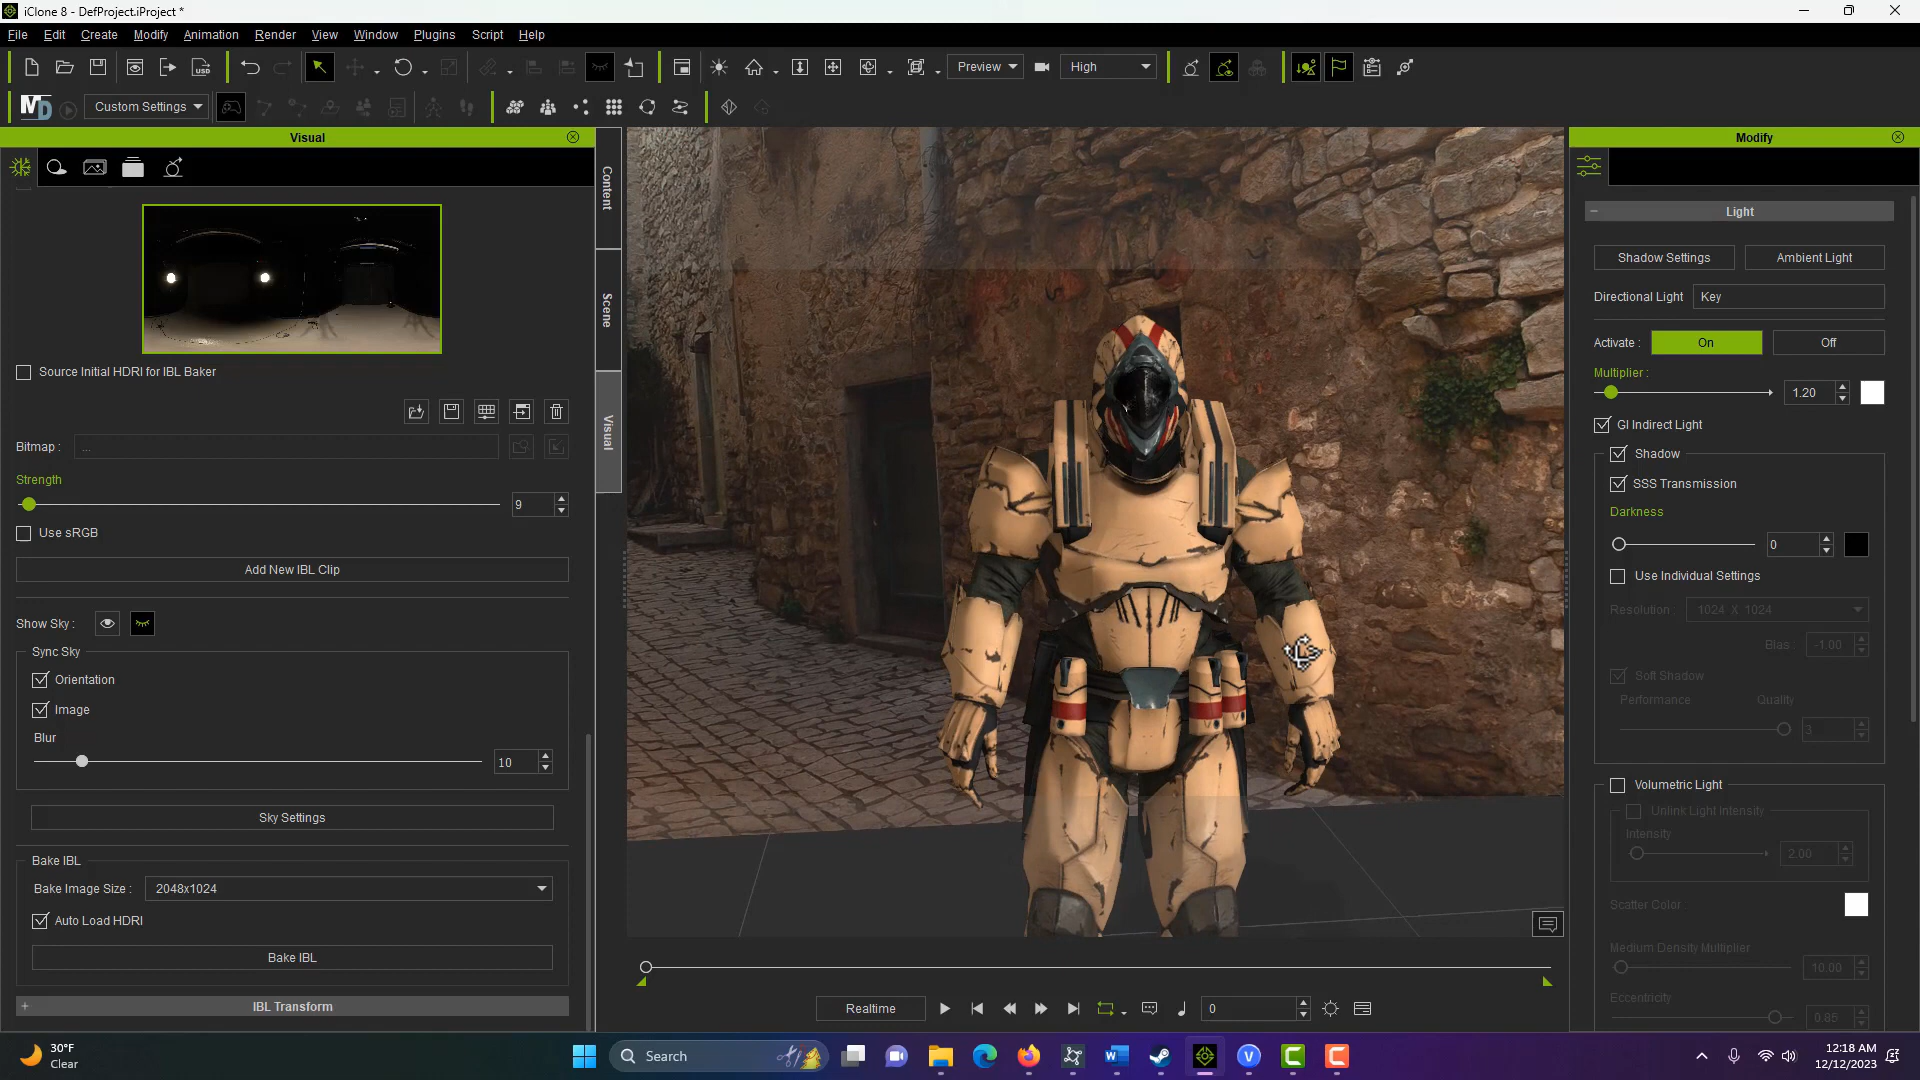 iClone 8 - DefProject.iProject *
File Edit Create Modify Animation Render View Window Plugins Script Help
USD Preview High
MD Custom Settings
Visual
Content
Scene
Visual
Source Initial HDRI for IBL Baker
Bitmap : ...
Strength
9
Use sRGB
Add New IBL Clip
Show Sky :
Sync Sky
Orientation
Image
Blur
10
Sky Settings
Bake IBL
Bake Image Size : 2048x1024
Auto Load HDRI
Bake IBL
+ IBL Transform
Realtime 0
Modify
Light
Shadow Settings Ambient Light
Directional Light Key
Activate : On Off
Multiplier :
1.20
GI Indirect Light
Shadow
SSS Transmission
Darkness
0
Use Individual Settings
Resolution 1024 X 1024
Bias -1.00
Soft Shadow
Performance Quality
3
Volumetric Light
Unlink Light Intensity
Intensity
2.00
Scatter Color
Medium Density Multiplier
10.00
Eccentricity
0.85
30°F
Clear
Search
12:18 AM
12/12/2023